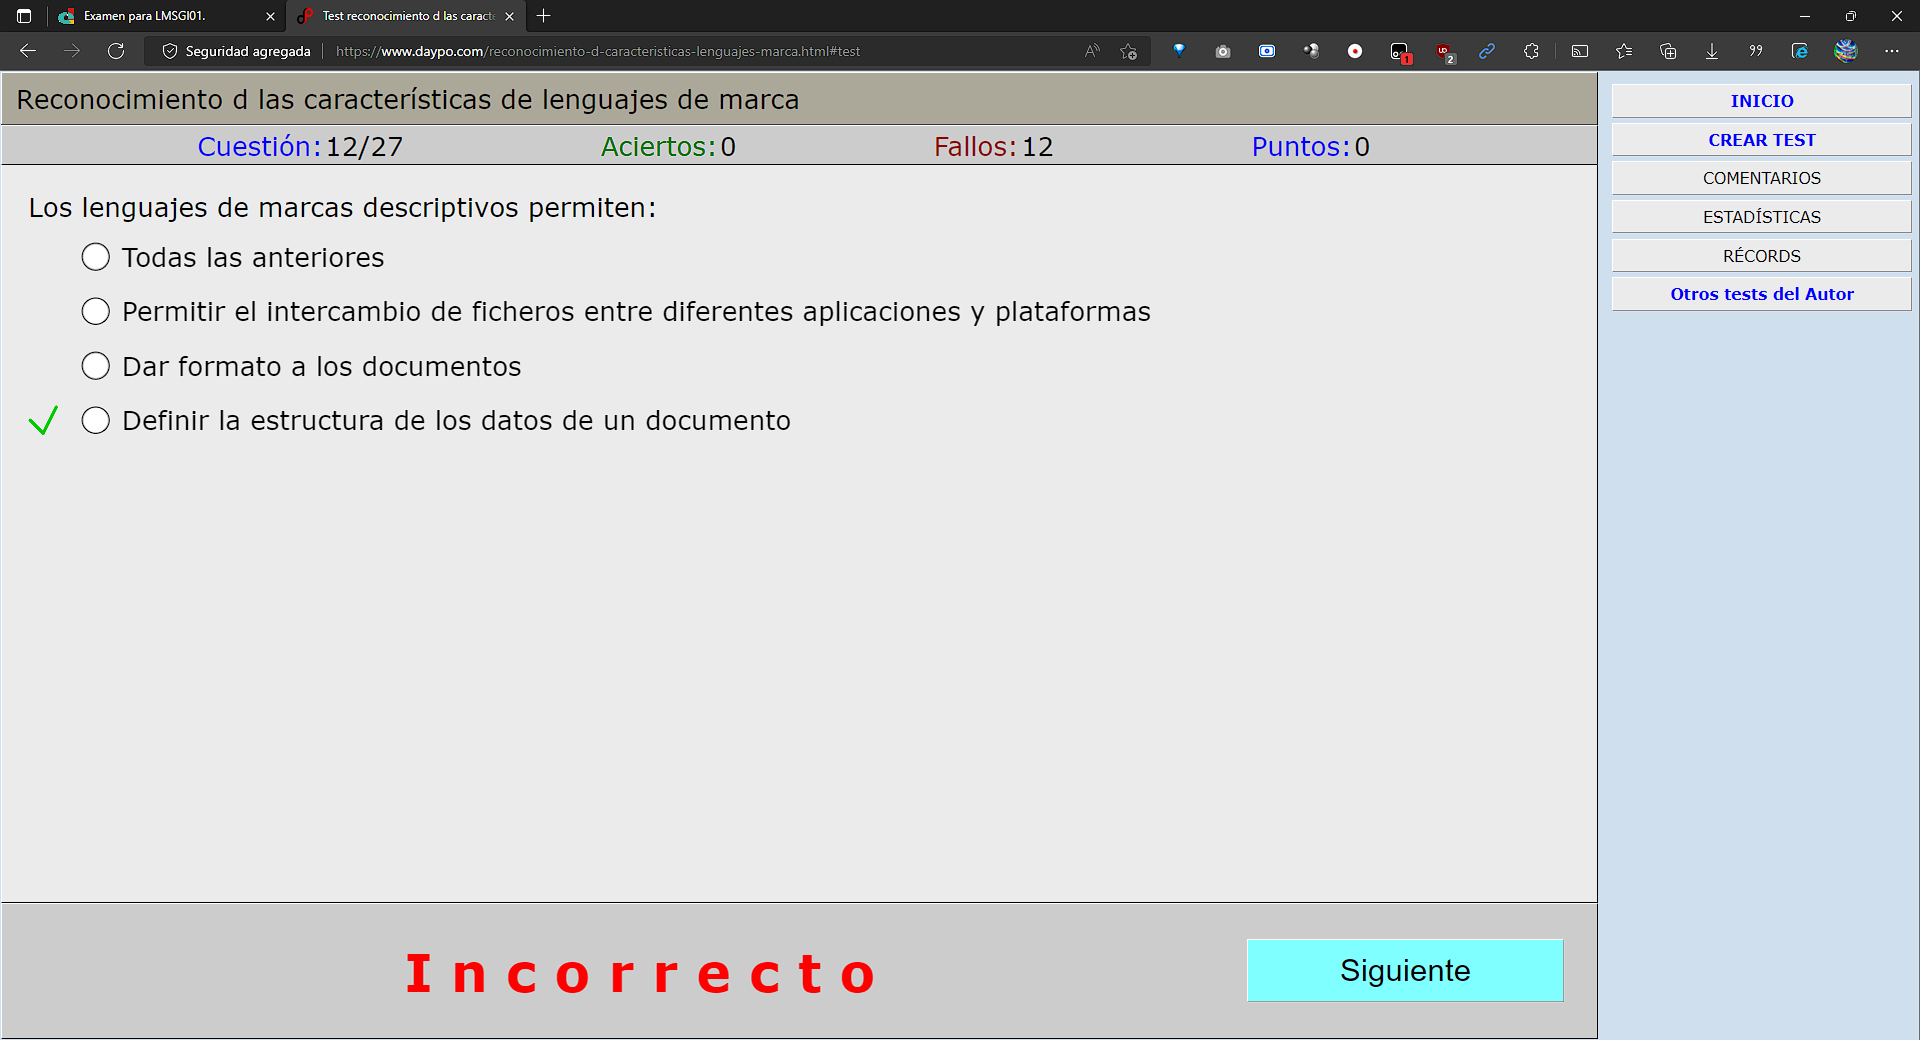 Examen para LMSGI01.
Test reconocimiento d las caracte
Seguridad agregada
https://www.daypo.com/reconocimiento-d-caracteristicas-lenguajes-marca.html#test
1
2
Reconocimiento d las características de lenguajes de marca
Cuestión: 12/27 Aciertos: 0 Fallos: 12 Puntos: 0
Los lenguajes de marcas descriptivos permiten:
Todas las anteriores
Permitir el intercambio de ficheros entre diferentes aplicaciones y plataformas
Dar formato a los documentos
Definir la estructura de los datos de un documento
Incorrecto
Siguiente
INICIO
CREAR TEST
COMENTARIOS
ESTADÍSTICAS
RÉCORDS
Otros tests del Autor